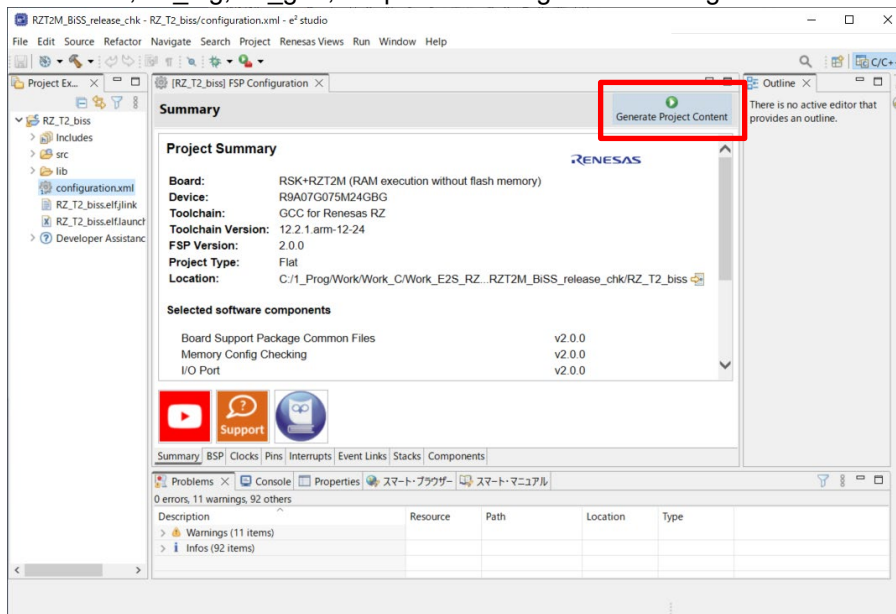 RZT2M_BiSS_release_chk - RZ_T2_biss/configuration.xml - e² studio
File Edit Source Refactor Navigate Search Project Renesas Views Run Window Help
C/C+
Project Ex...
[RZ_T2_biss] FSP Configuration
Outline
RZ_T2_biss
Includes
src
lib
configuration.xml
RZ_T2_biss.elf.jlink
RZ_T2_biss.elf.launch
Developer Assistanc
Summary
Generate Project Content
There is no active editor that
provides an outline.
Project Summary
RENESAS
Board: RSK+RZT2M (RAM execution without flash memory)
Device: R9A07G075M24GBG
Toolchain: GCC for Renesas RZ
Toolchain Version: 12.2.1.arm-12-24
FSP Version: 2.0.0
Project Type: Flat
Location: C:/1_Prog/Work/Work_C/Work_E2S_RZ...RZT2M_BiSS_release_chk/RZ_T2_biss
Selected software components
Board Support Package Common Files v2.0.0
Memory Config Checking v2.0.0
I/O Port v2.0.0
Support
Summary BSP Clocks Pins Interrupts Event Links Stacks Components
Problems Console Properties スマート・ブラウザー スマート・マニュアル
0 errors, 11 warnings, 92 others
Description Resource Path Location Type
Warnings (11 items)
Infos (92 items)